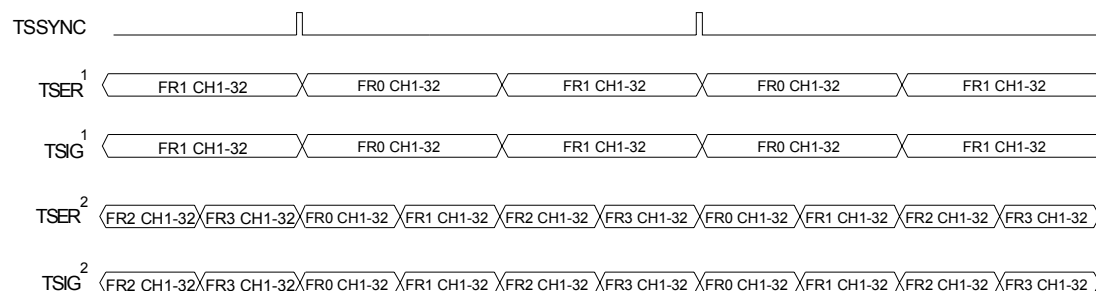 TSSYNC
TSER¹ FR1 CH1-32 FR0 CH1-32 FR1 CH1-32 FR0 CH1-32 FR1 CH1-32
TSIG¹ FR1 CH1-32 FR0 CH1-32 FR1 CH1-32 FR0 CH1-32 FR1 CH1-32
TSER² FR2 CH1-32 FR3 CH1-32 FR0 CH1-32 FR1 CH1-32 FR2 CH1-32 FR3 CH1-32 FR0 CH1-32 FR1 CH1-32 FR2 CH1-32 FR3 CH1-32
TSIG² FR2 CH1-32 FR3 CH1-32 FR0 CH1-32 FR1 CH1-32 FR2 CH1-32 FR3 CH1-32 FR0 CH1-32 FR1 CH1-32 FR2 CH1-32 FR3 CH1-32